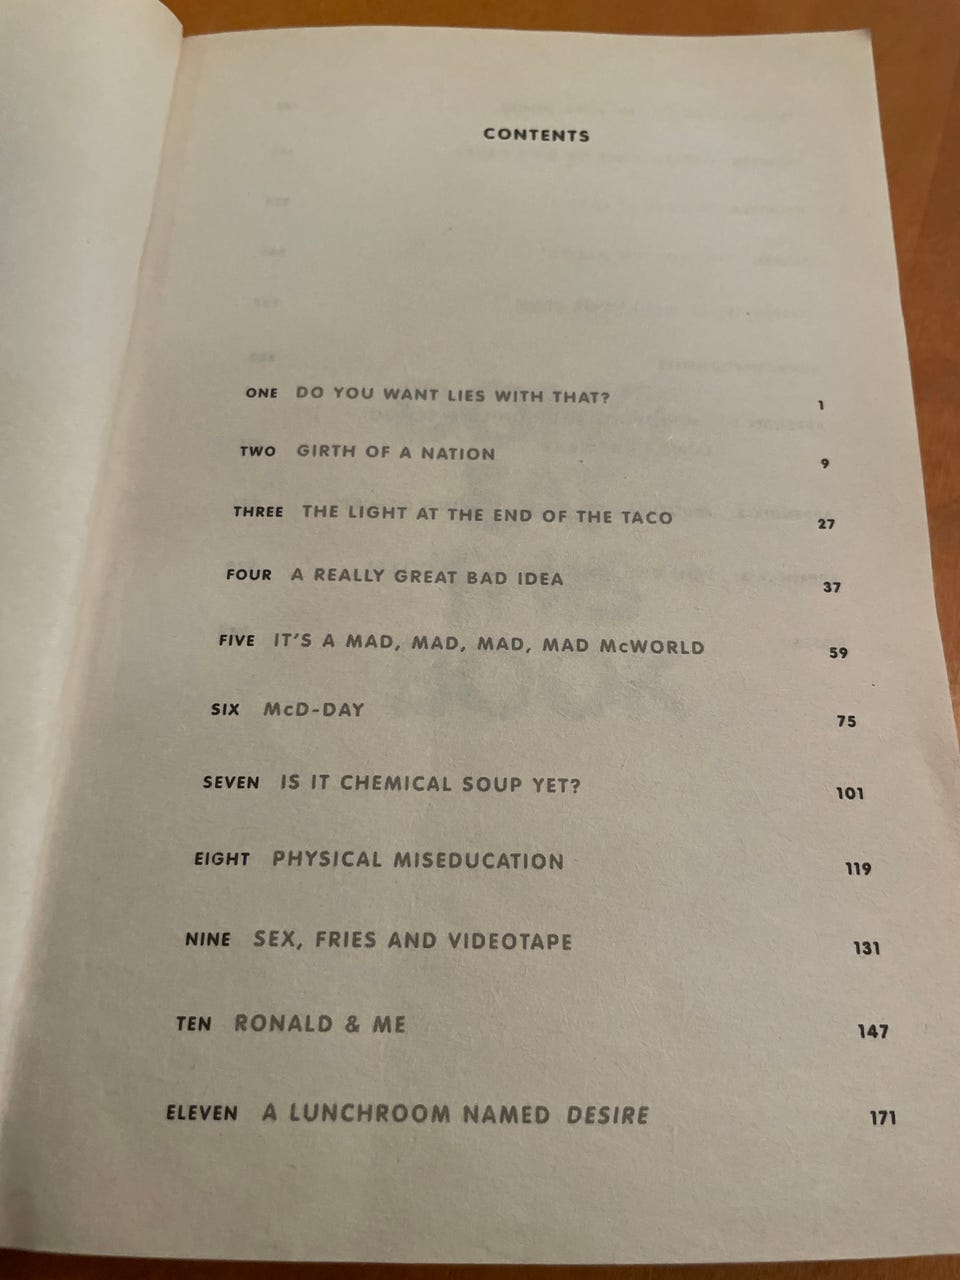 CONTENTS
ONE DO YOU WANT LIES WITH THAT? 1
TWO GIRTH OF A NATION 9
THREE THE LIGHT AT THE END OF THE TACO 27
FOUR A REALLY GREAT BAD IDEA 37
FIVE IT'S A MAD, MAD, MAD, MAD McWORLD 59
SIX McD-DAY 75
SEVEN IS IT CHEMICAL SOUP YET? 101
EIGHT PHYSICAL MISEDUCATION 119
NINE SEX, FRIES AND VIDEOTAPE 131
TEN RONALD & ME 147
ELEVEN A LUNCHROOM NAMED DESIRE 171